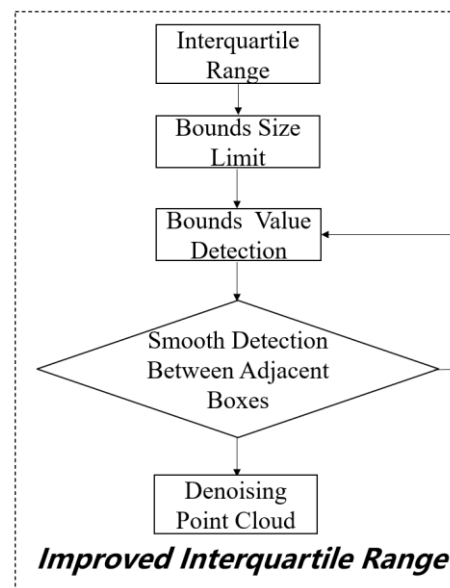 Interquartile
Range
Bounds Size
Limit
Bounds Value
Detection
Smooth Detection
Between Adjacent
Boxes
Denoising
Point Cloud
Improved Interquartile Range